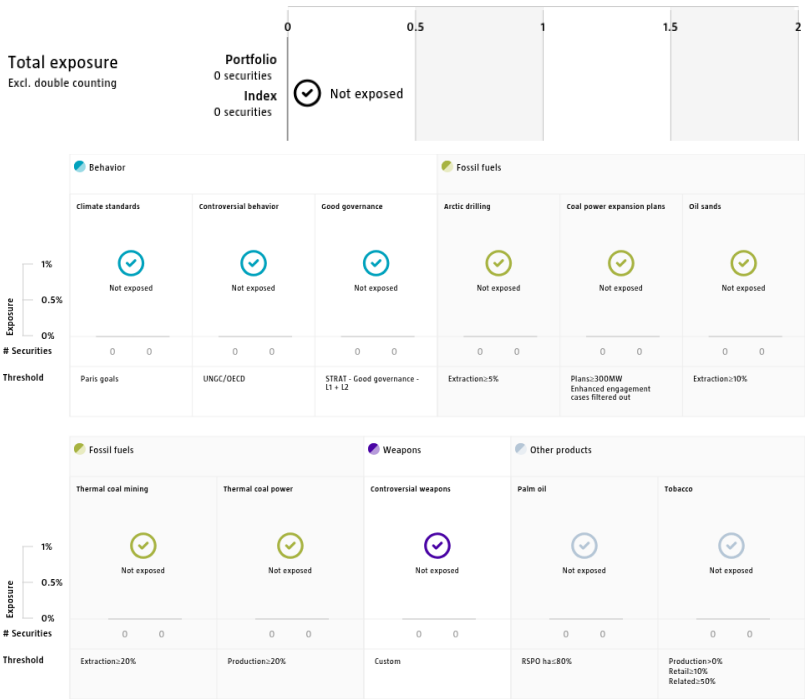 0 0.5 1 1.5 2
Total exposure
Excl. double counting
Portfolio
0 securities
Index
0 securities
Not exposed
Behavior Fossil fuels
Climate standards Controversial behavior Good governance Arctic drilling Coal power expansion plans Oil sands
Exposure
1%
0.5%
0%
Not exposed Not exposed Not exposed Not exposed Not exposed Not exposed
# Securities 0 0 0 0 0 0 0 0 0 0 0 0
Threshold
Paris goals
UNGC/OECD
STRAT - Good governance -
L1 + L2
Extraction≥5%
Plans≥300MW
Enhanced engagement
cases filtered out
Extraction≥10%
Fossil fuels Weapons Other products
Thermal coal mining Thermal coal power Controversial weapons Palm oil Tobacco
Exposure
1%
0.5%
0%
Not exposed Not exposed Not exposed Not exposed Not exposed
# Securities 0 0 0 0 0 0 0 0 0 0
Threshold
Extraction≥20%
Production≥20%
Custom
RSPO ha≤80%
Production>0%
Retail≥10%
Related≥50%